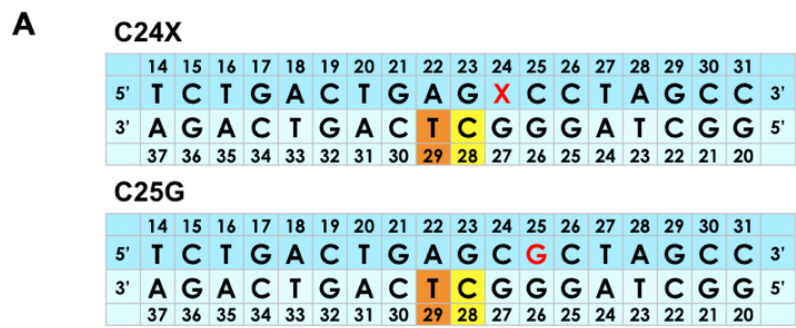 A
C24X
14 15 16 17 18 19 20 21 22 23 24 25 26 27 28 29 30 31
5' T C T G A C T G A G X C C T A G C C 3'
3' A G A C T G A C T C G G G A T C G G 5'
37 36 35 34 33 32 31 30 29 28 27 26 25 24 23 22 21 20
C25G
14 15 16 17 18 19 20 21 22 23 24 25 26 27 28 29 30 31
5' T C T G A C T G A G C G C T A G C C 3'
3' A G A C T G A C T C G G G A T C G G 5'
37 36 35 34 33 32 31 30 29 28 27 26 25 24 23 22 21 20